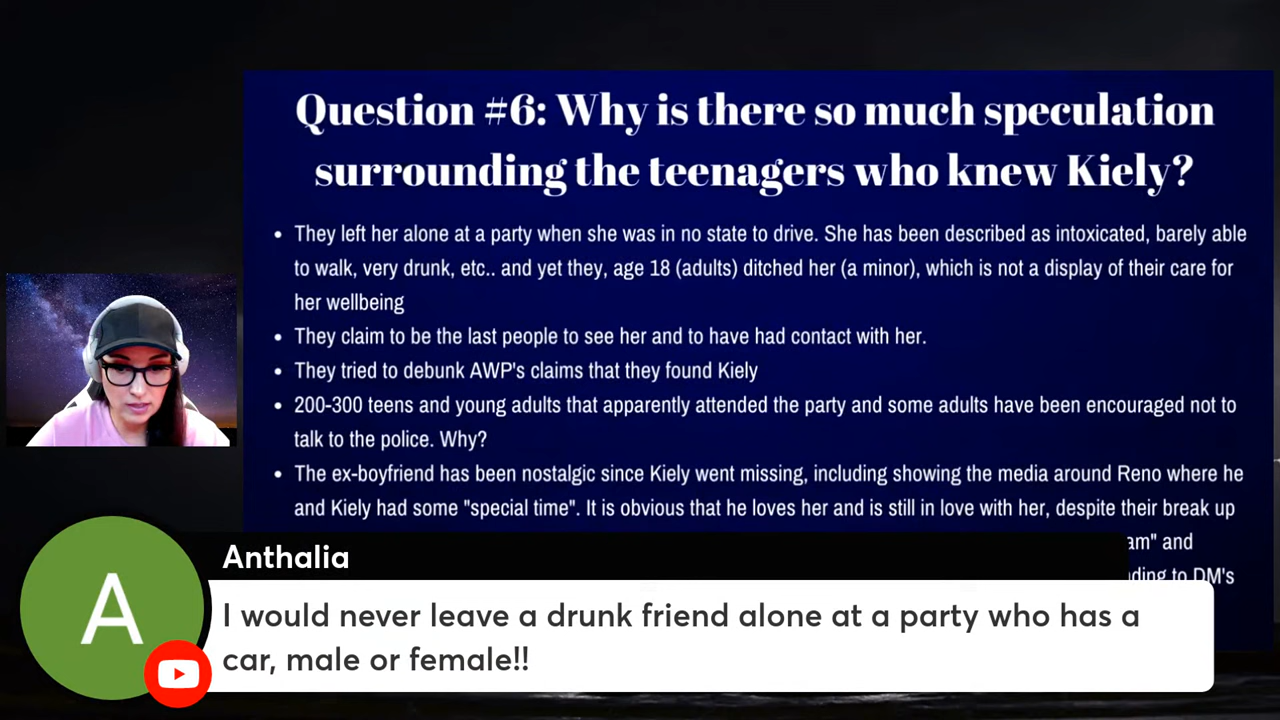 Question #6: Why is there so much speculation
surrounding the teenagers who knew Kiely?
• They left her alone at a party when she was in no state to drive. She has been described as intoxicated, barely able
to walk, very drunk, etc.. and yet they, age 18 (adults) ditched her (a minor), which is not a display of their care for
her wellbeing
• They claim to be the last people to see her and to have had contact with her.
• They tried to debunk AWP's claims that they found Kiely
• 200-300 teens and young adults that apparently attended the party and some adults have been encouraged not to
talk to the police. Why?
• The ex-boyfriend has been nostalgic since Kiely went missing, including showing the media around Reno where he
and Kiely had some "special time". It is obvious that he loves her and is still in love with her, despite their break up
and
to DM's
A
Anthalia
I would never leave a drunk friend alone at a party who has a
car, male or female!!